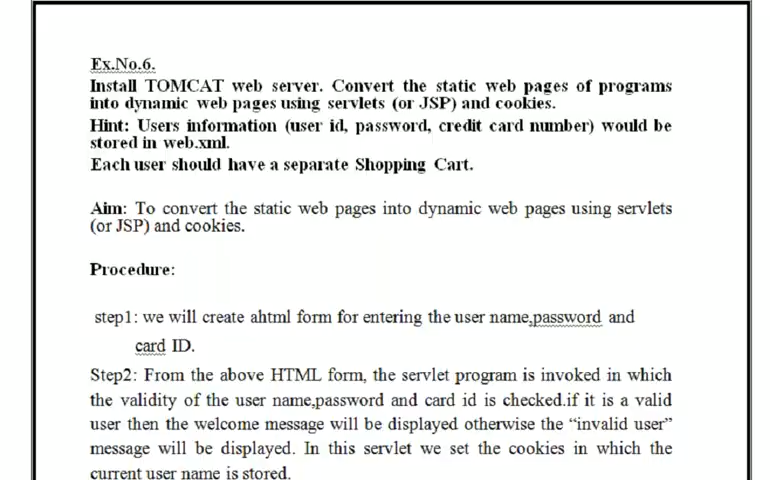 Ex.No.6.
Install TOMCAT web server. Convert the static web pages of programs
into dynamic web pages using servlets (or JSP) and cookies.
Hint: Users information (user id, password, credit card number) would be
stored in web.xml.
Each user should have a separate Shopping Cart.
Aim: To convert the static web pages into dynamic web pages using servlets
(or JSP) and cookies.
Procedure:
step1: we will create ahtml form for entering the user name,password and
card ID.
Step2: From the above HTML form, the servlet program is invoked in which
the validity of the user name,password and card id is checked.if it is a valid
user then the welcome message will be displayed otherwise the “invalid user”
message will be displayed. In this servlet we set the cookies in which the
current user name is stored.